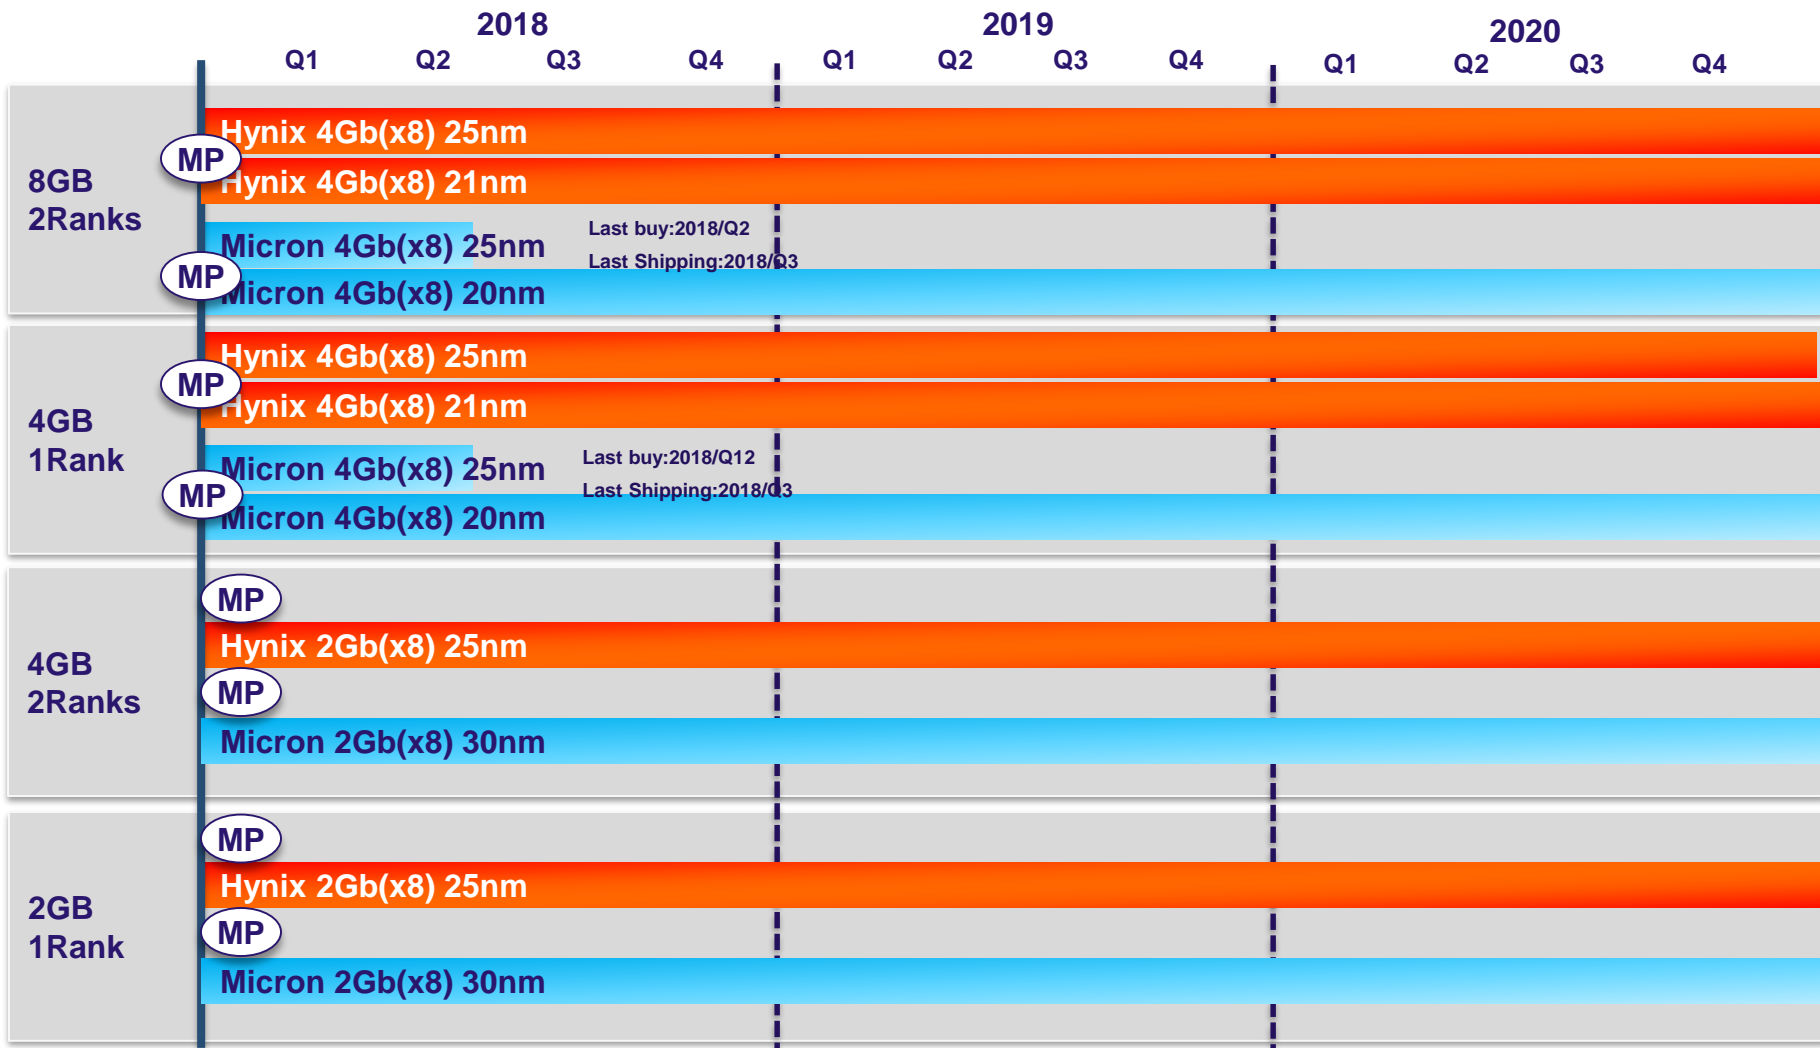 2018
2019
2020
Q1 Q2 Q3 Q4 Q1 Q2 Q3 Q4 Q1 Q2 Q3 Q4
8GB
2Ranks
MP
Hynix 4Gb(x8) 25nm
Hynix 4Gb(x8) 21nm
MP
Micron 4Gb(x8) 25nm
Last buy:2018/Q2
Last Shipping:2018/Q3
Micron 4Gb(x8) 20nm
4GB
1Rank
MP
Hynix 4Gb(x8) 25nm
Hynix 4Gb(x8) 21nm
MP
Micron 4Gb(x8) 25nm
Last buy:2018/Q12
Last Shipping:2018/Q3
Micron 4Gb(x8) 20nm
4GB
2Ranks
MP
Hynix 2Gb(x8) 25nm
MP
Micron 2Gb(x8) 30nm
2GB
1Rank
MP
Hynix 2Gb(x8) 25nm
MP
Micron 2Gb(x8) 30nm